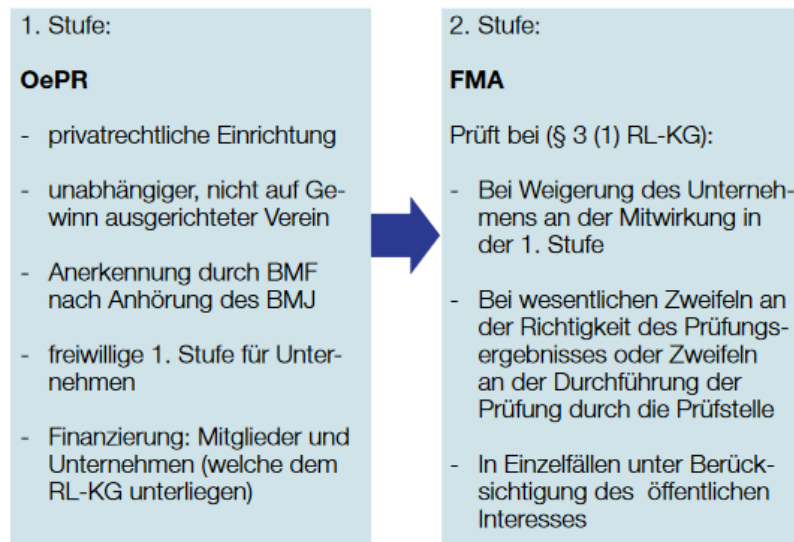 1. Stufe:
OePR
- privatrechtliche Einrichtung
- unabhängiger, nicht auf Ge-
winn ausgerichteter Verein
- Anerkennung durch BMF
nach Anhörung des BMJ
- freiwillige 1. Stufe für Unter-
nehmen
- Finanzierung: Mitglieder und
Unternehmen (welche dem
RL-KG unterliegen)
2. Stufe:
FMA
Prüft bei (§ 3 (1) RL-KG):
- Bei Weigerung des Unterneh-
mens an der Mitwirkung in
der 1. Stufe
- Bei wesentlichen Zweifeln an
der Richtigkeit des Prüfungs-
ergebnisses oder Zweifeln
an der Durchführung der
Prüfung durch die Prüfstelle
- In Einzelfällen unter Berück-
sichtigung des öffentlichen
Interesses